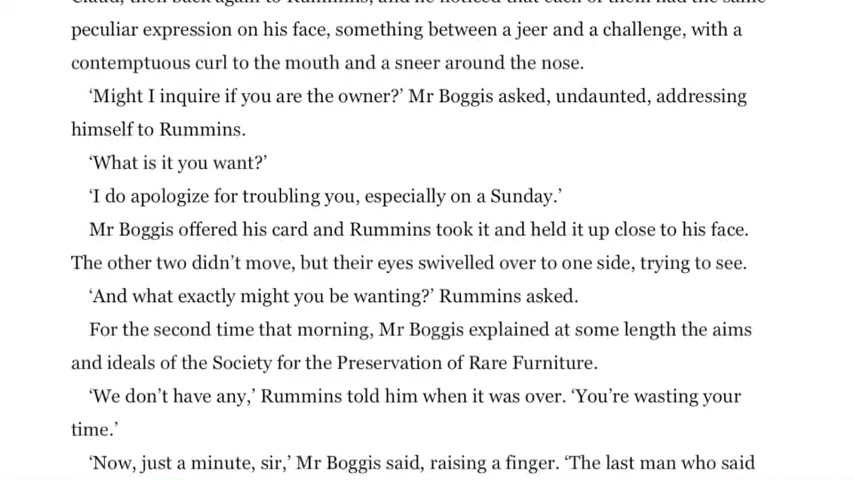 peculiar expression on his face, something between a jeer and a challenge, with a
contemptuous curl to the mouth and a sneer around the nose.
‘Might I inquire if you are the owner?’ Mr Boggis asked, undaunted, addressing
himself to Rummins.
‘What is it you want?’
‘I do apologize for troubling you, especially on a Sunday.’
Mr Boggis offered his card and Rummins took it and held it up close to his face.
The other two didn’t move, but their eyes swivelled over to one side, trying to see.
‘And what exactly might you be wanting?’ Rummins asked.
For the second time that morning, Mr Boggis explained at some length the aims
and ideals of the Society for the Preservation of Rare Furniture.
‘We don’t have any,’ Rummins told him when it was over. ‘You’re wasting your
time.’
‘Now, just a minute, sir,’ Mr Boggis said, raising a finger. ‘The last man who said